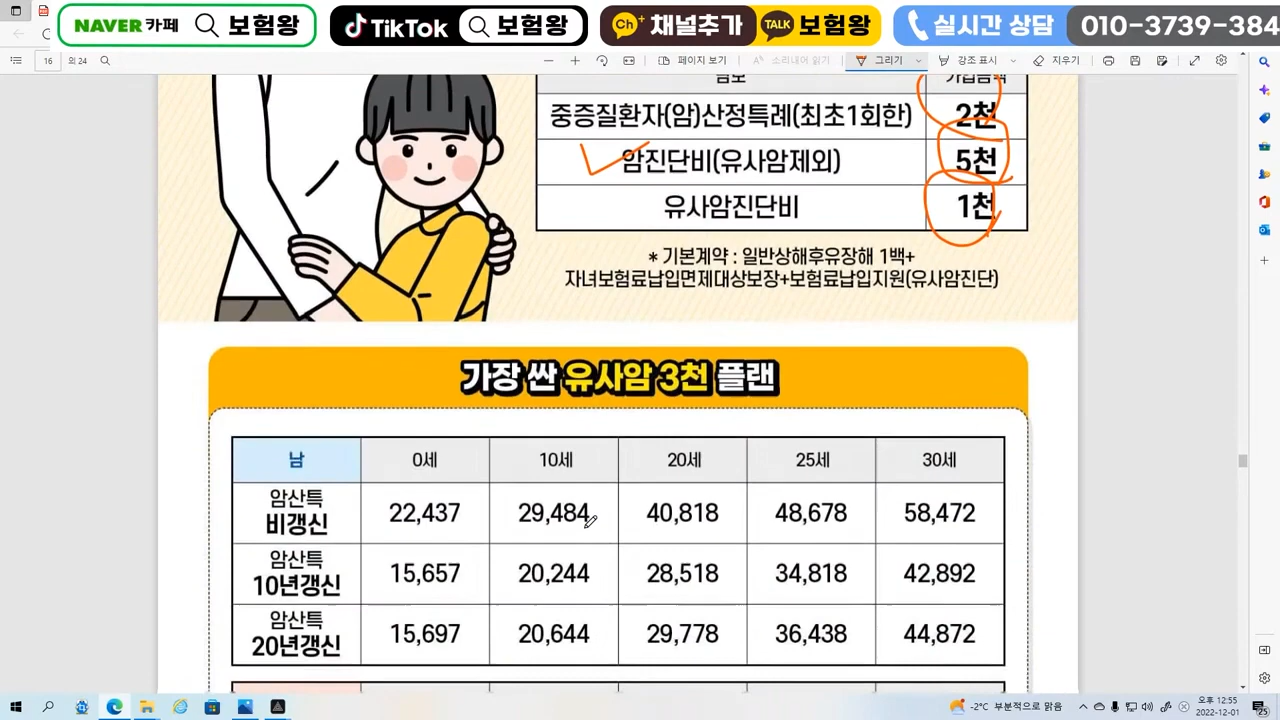 NAVER 카페 보험왕
TikTok 보험왕
Ch+ 채널추가 TALK 보험왕
실시간 상담 010-3739-384
16 의 24
페이지 보기
소리내어 읽기
그리기
강조 표시
지우기
담보 가입금액
중증질환자(암)산정특례(최초1회한) 2천
암진단비(유사암제외) 5천
유사암진단비 1천
* 기본계약 : 일반상해후유장해 1백+
자녀보험료납입면제대상보장+보험료납입지원(유사암진단)
가장 싼 유사암 3천 플랜
남 0세 10세 20세 25세 30세
암산특
비갱신 22,437 29,484 40,818 48,678 58,472
암산특
10년갱신 15,657 20,244 28,518 34,818 42,892
암산특
20년갱신 15,697 20,644 29,778 36,438 44,872
-2°C 부분적으로 맑음
오후 12:55
2022-12-01
25